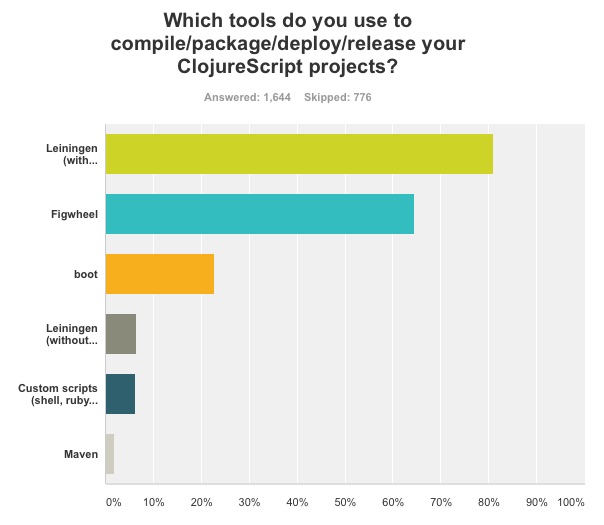 Which tools do you use to
compile/package/deploy/release your
ClojureScript projects?
Answered: 1,644 Skipped: 776
Leiningen
(with...
Figwheel
boot
Leiningen
(without...
Custom scripts
(shell, ruby...
Maven
0% 10% 20% 30% 40% 50% 60% 70% 80% 90% 100%